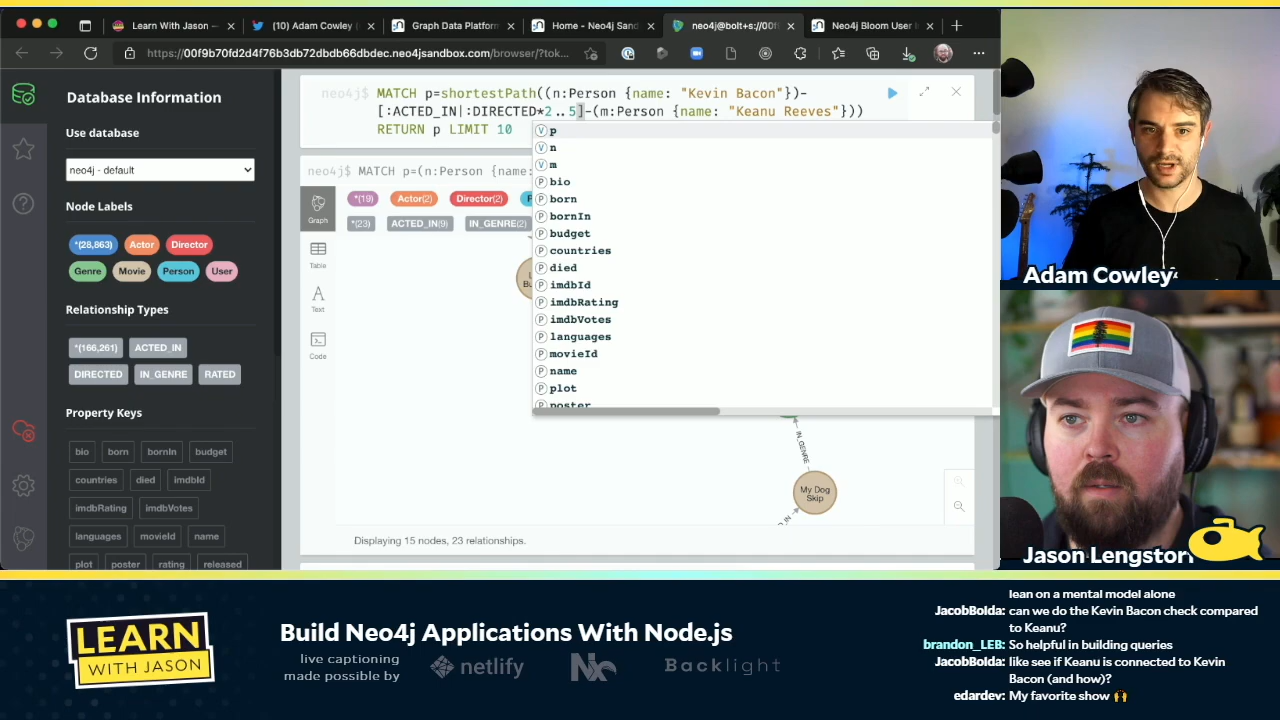 Learn With Jason
(10) Adam Cowley
Graph Data Platform
Home - Neo4j San
neo4j@bolt+s://00f
Neo4j Bloom User I
https://00f9b70fd2d4f76b3db72dbdb66dbdec.neo4jsandbox.com/browser/?tok...
Database Information
Use database
neo4j - default
Node Labels
*(28,863) Actor Director
Genre Movie Person User
Relationship Types
*(166,261) ACTED_IN
DIRECTED IN_GENRE RATED
Property Keys
bio born bornIn budget
countries died imdbId
imdbRating imdbVotes
languages movieId name
plot poster rating released
neo4j$ MATCH p=shortestPath((n:Person {name: "Kevin Bacon"})-
[:ACTED_IN|:DIRECTED*2..5]-(m:Person {name: "Keanu Reeves"}))
RETURN p LIMIT 10
neo4j$ MATCH p=(n:Person {name:
*(19) Actor(2) Director(2) P
*(23) ACTED_IN(9) IN_GENRE(2)
Graph
Table
Text
Code
V p
V n
V m
P bio
P born
P bornIn
P budget
P countries
P died
P imdbId
P imdbRating
P imdbVotes
P languages
P movieId
P name
P plot
P poster
IN_GENRE
My Dog
Skip
Displaying 15 nodes, 23 relationships.
Adam Cowley
Jason Lengstorf
LEARN
WITH JASON
Build Neo4j Applications With Node.js
live captioning
made possible by
netlify
Backlight
lean on a mental model alone
JacobBolda: can we do the Kevin Bacon check compared
to Keanu?
brandon_LEB: So helpful in building queries
JacobBolda: like see if Keanu is connected to Kevin
Bacon (and how)?
edardev: My favorite show 🙌